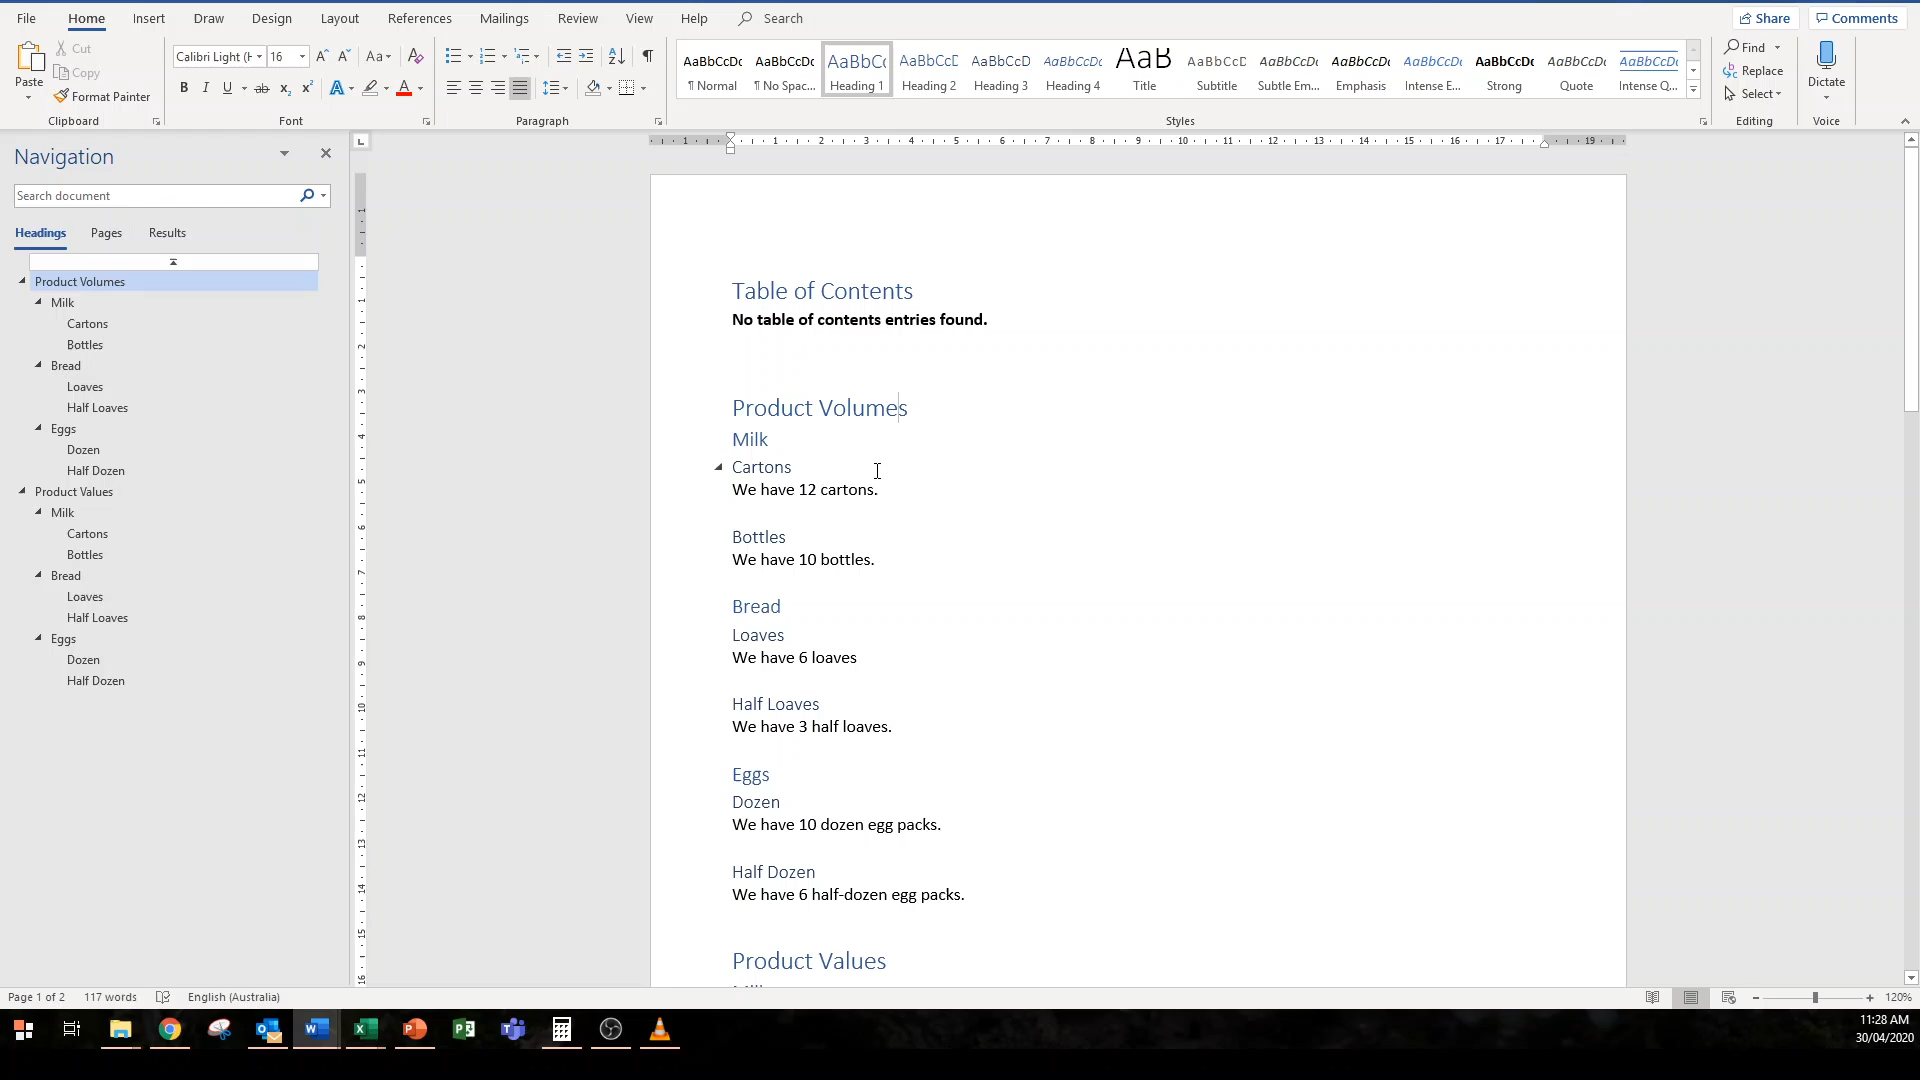 File Home Insert Draw Design Layout References Mailings Review View Help Search Share Comments
Paste Cut Copy Format Painter
Calibri Light (H 16
AaBbCcDc AaBbCcDc AaBbCc AaBbCcE AaBbCcD AaBbCcDc AaB AaBbCcD AaBbCcDc AaBbCcDc AaBbCcDc AaBbCcDc AaBbCcDc AaBbCcDc
¶ Normal ¶ No Spac... Heading 1 Heading 2 Heading 3 Heading 4 Title Subtitle Subtle Em... Emphasis Intense E... Strong Quote Intense Q...
Find
Replace
Select
Dictate
Clipboard Font Paragraph Styles Editing Voice
Navigation
Search document
Headings Pages Results
Product Volumes
Milk
Cartons
Bottles
Bread
Loaves
Half Loaves
Eggs
Dozen
Half Dozen
Product Values
Milk
Cartons
Bottles
Bread
Loaves
Half Loaves
Eggs
Dozen
Half Dozen
Table of Contents
No table of contents entries found.
Product Volumes
Milk
Cartons
We have 12 cartons.
Bottles
We have 10 bottles.
Bread
Loaves
We have 6 loaves
Half Loaves
We have 3 half loaves.
Eggs
Dozen
We have 10 dozen egg packs.
Half Dozen
We have 6 half-dozen egg packs.
Product Values
Page 1 of 2 117 words English (Australia) 120%
11:28 AM
30/04/2020